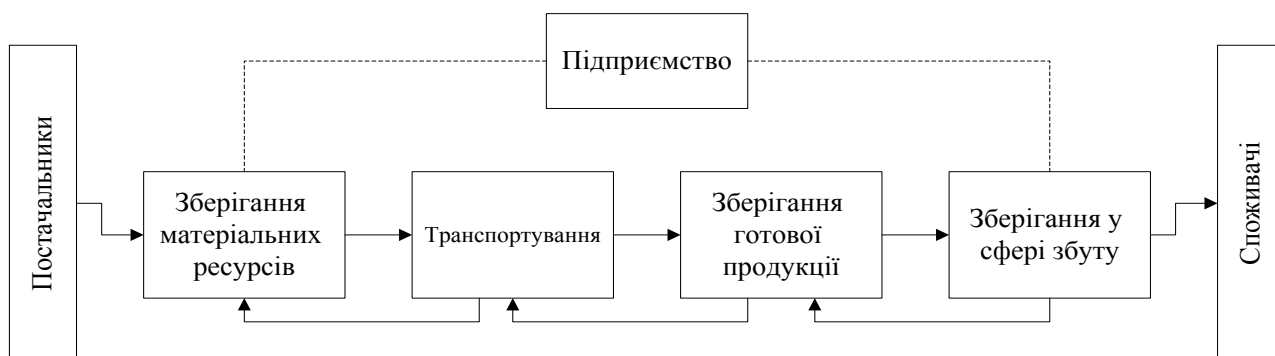 Підприємство
Постачальники
Зберігання
матеріальних
ресурсів
Транспортування
Зберігання
готової
продукції
Зберігання у
сфері збуту
Споживачі